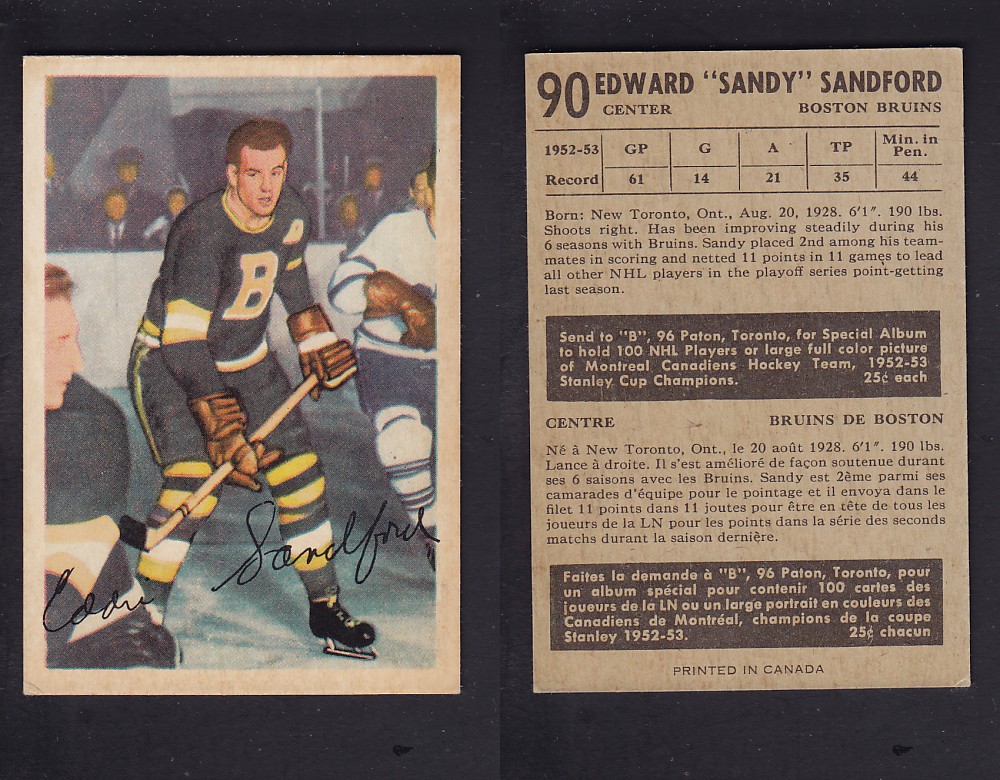 B
Eddie Sandford
90 EDWARD "SANDY" SANDFORD
CENTER BOSTON BRUINS
1952-53 GP G A TP Min. in Pen.
Record 61 14 21 35 44
Born: New Toronto, Ont., Aug. 20, 1928. 6'1". 190 lbs.
Shoots right. Has been improving steadily during his
6 seasons with Bruins. Sandy placed 2nd among his team-
mates in scoring and netted 11 points in 11 games to lead
all other NHL players in the playoff series point-getting
last season.
Send to "B", 96 Paton, Toronto, for Special Album
to hold 100 NHL Players or large full color picture
of Montreal Canadiens Hockey Team, 1952-53
Stanley Cup Champions. 25¢ each
CENTRE BRUINS DE BOSTON
Né à New Toronto, Ont., le 20 août 1928. 6'1". 190 lbs.
Lance à droite. Il s'est amélioré de façon soutenue durant
ses 6 saisons avec les Bruins. Sandy est 2ème parmi ses
camarades d'équipe pour le pointage et il envoya dans le
filet 11 points dans 11 joutes pour être en tête de tous les
joueurs de la LN pour les points dans la série des seconds
matchs durant la saison dernière.
Faites la demande à "B", 96 Paton, Toronto, pour
un album spécial pour contenir 100 cartes des
joueurs de la LN ou un large portrait en couleurs des
Canadiens de Montréal, champions de la coupe
Stanley 1952-53. 25¢ chacun
PRINTED IN CANADA